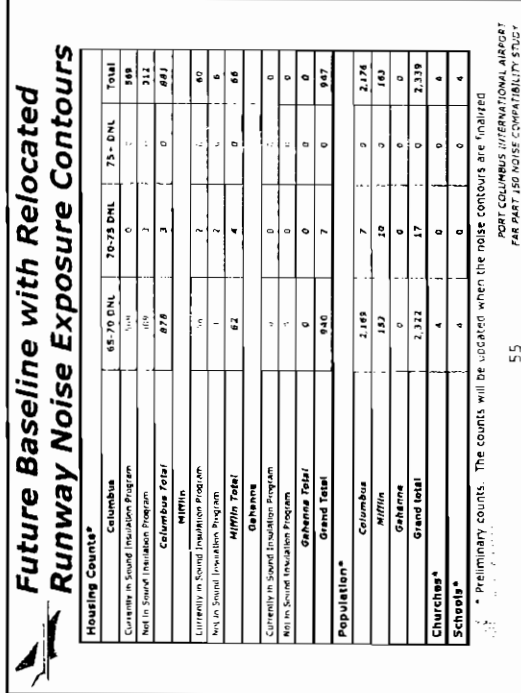 Future Baseline with Relocated
Runway Noise Exposure Contours
Housing Counts*
Columbus 65-70 DNL 70-75 DNL 75+ DNL Total
Currently in Sound Insulation Program 0 569
Not in Sound Insulation Program 312
Columbus Total 878 3 0 881
Mifflin
Currently in Sound Insulation Program 2 60
Not in Sound Insulation Program 2 6
Mifflin Total 62 4 0 66
Gahanna
Currently in Sound Insulation Program 0 0
Not in Sound Insulation Program 0 0 0
Gahanna Total 0 0 0 0
Grand Total 940 7 0 947
Population*
Columbus 2,169 7 0 2,176
Mifflin 153 10 0 163
Gahanna 0 0 0 0
Grand total 2,322 17 0 2,339
Churches* 4 0 0 4
Schools* 4 0 0 4
* Preliminary counts. The counts will be updated when the noise contours are finalized
PORT COLUMBUS INTERNATIONAL AIRPORT
FAR PART 150 NOISE COMPATIBILITY STUDY
55